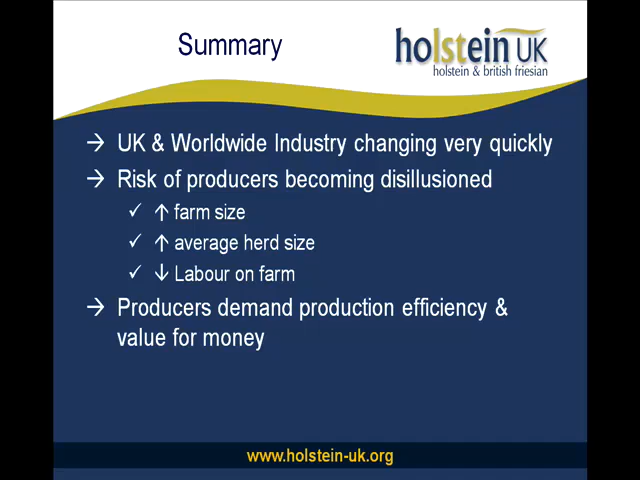 Summary
holstein UK
holstein & british friesian
→ UK & Worldwide Industry changing very quickly
→ Risk of producers becoming disillusioned
✓ ↑ farm size
✓ ↑ average herd size
✓ ↓ Labour on farm
→ Producers demand production efficiency &
value for money
www.holstein-uk.org